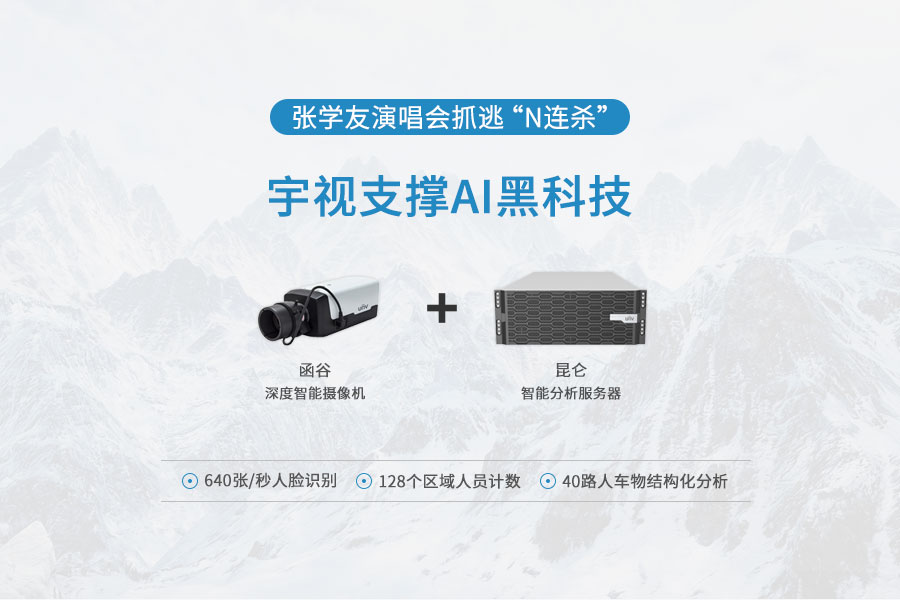 张学友演唱会抓逃“N连杀”
宇视支撑AI黑科技
unv
+
unv
函谷
深度智能摄像机
昆仑
智能分析服务器
640张/秒人脸识别
128个区域人员计数
40路人车物结构化分析